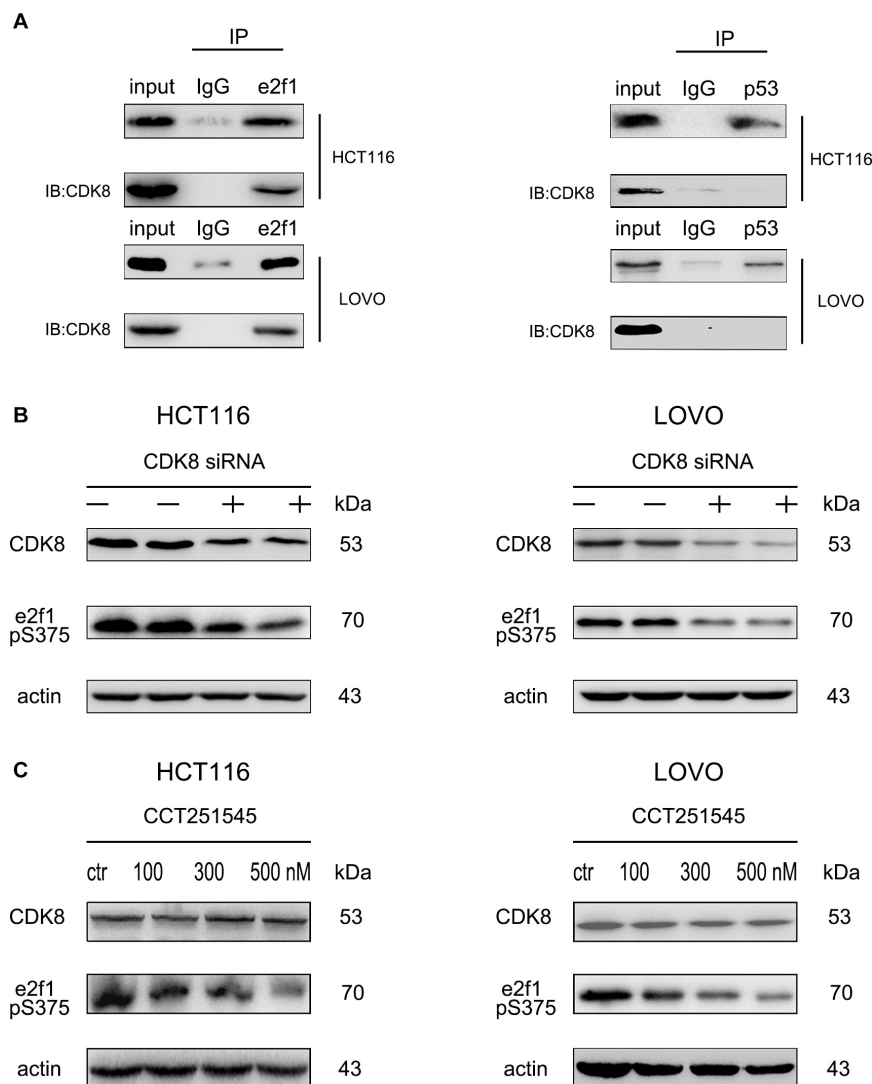 A
IP
input IgG e2f1
HCT116
IB:CDK8
input IgG e2f1
LOVO
IB:CDK8
IP
input IgG p53
HCT116
IB:CDK8
input IgG p53
LOVO
IB:CDK8
B
HCT116
CDK8 siRNA
— — + + kDa
CDK8 53
e2f1
pS375 70
actin 43
LOVO
CDK8 siRNA
— — + + kDa
CDK8 53
e2f1
pS375 70
actin 43
C
HCT116
CCT251545
ctr 100 300 500 nM kDa
CDK8 53
e2f1
pS375 70
actin 43
LOVO
CCT251545
ctr 100 300 500 nM kDa
CDK8 53
e2f1
pS375 70
actin 43